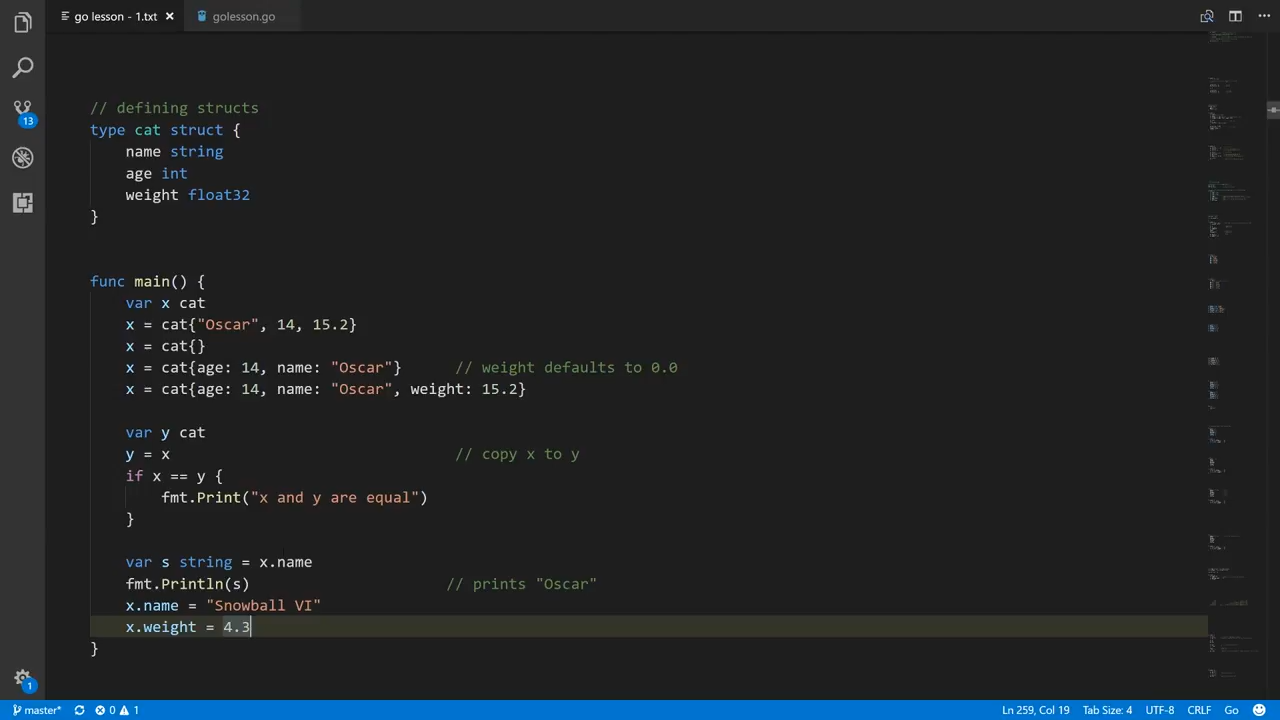 go lesson - 1.txt
golesson.go
13
// defining structs
type cat struct {
name string
age int
weight float32
}
func main() {
var x cat
x = cat{"Oscar", 14, 15.2}
x = cat{}
x = cat{age: 14, name: "Oscar"} // weight defaults to 0.0
x = cat{age: 14, name: "Oscar", weight: 15.2}
var y cat
y = x // copy x to y
if x == y {
fmt.Print("x and y are equal")
}
var s string = x.name
fmt.Println(s) // prints "Oscar"
x.name = "Snowball VI"
x.weight = 4.3
}
1
master* 0 1 Ln 259, Col 19 Tab Size: 4 UTF-8 CRLF Go